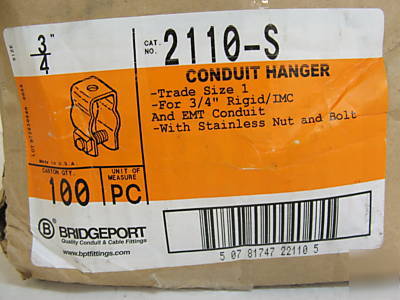 SIZE
3/4"
CAT. NO.
2110-S
CONDUIT HANGER
-Trade Size 1
-For 3/4" Rigid/IMC
And EMT Conduit
-With Stainless Nut and Bolt
Made in U.S.A.
CARTON QTY.
UNIT OF MEASURE
100
PC
B
BRIDGEPORT
Quality Conduit & Cable Fittings
www.bptfittings.com
5 07 81747 22110 5